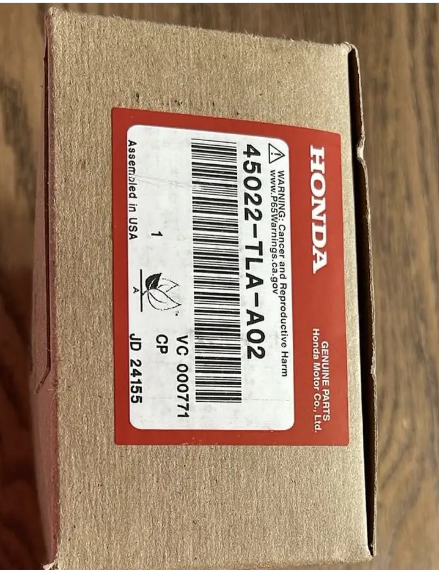 HONDA
GENUINE PARTS
Honda Motor Co., Ltd.
WARNING: Cancer and Reproductive Harm
www.P65Warnings.ca.gov
45022-TLA-A02
VC 000771
1
CP
A
Assembled in USA
JD 24155